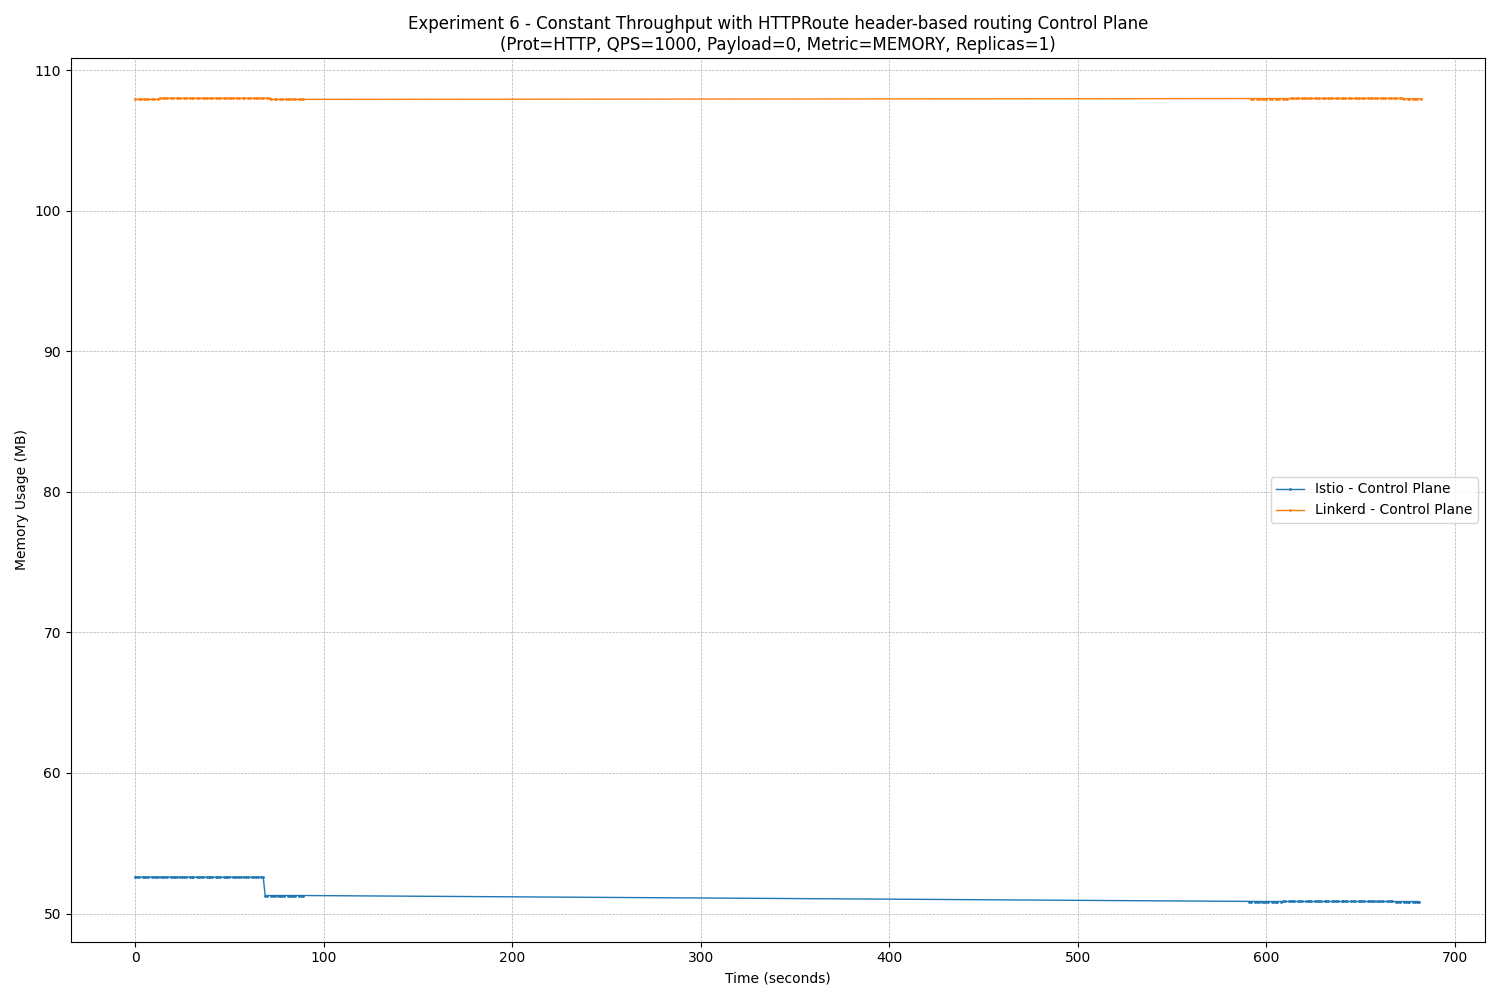 Experiment 6 - Constant Throughput with HTTPRoute header-based routing Control Plane
(Prot=HTTP, QPS=1000, Payload=0, Metric=MEMORY, Replicas=1)
110
100
90
80
70
60
50
Memory Usage (MB)
Istio - Control Plane
Linkerd - Control Plane
0 100 200 300 400 500 600 700
Time (seconds)